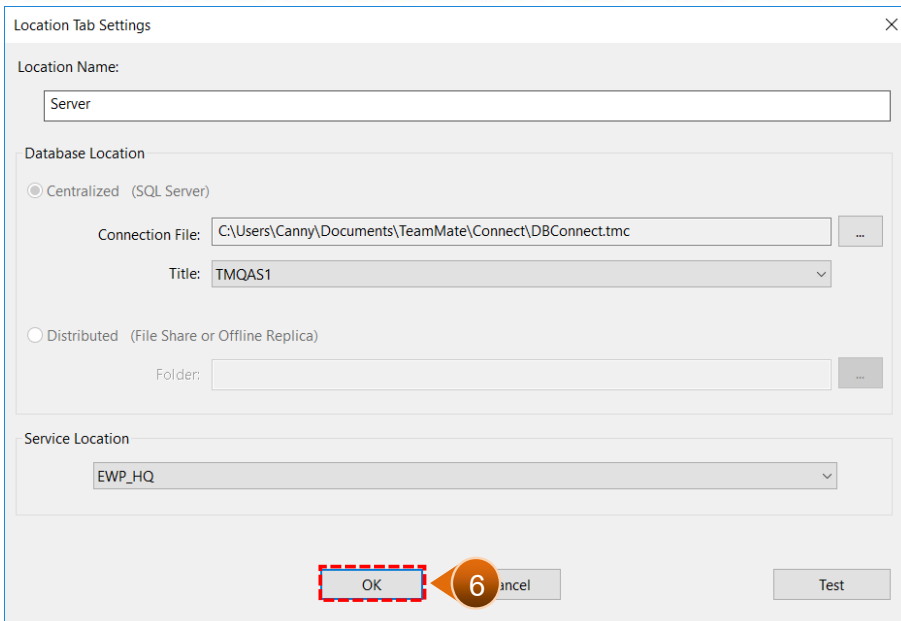 Location Tab Settings
Location Name:
Server
Database Location
Centralized (SQL Server)
Connection File: C:\Users\Canny\Documents\TeamMate\Connect\DBConnect.tmc ...
Title: TMQAS1
Distributed (File Share or Offline Replica)
Folder: ...
Service Location
EWP_HQ
OK 6 ancel Test